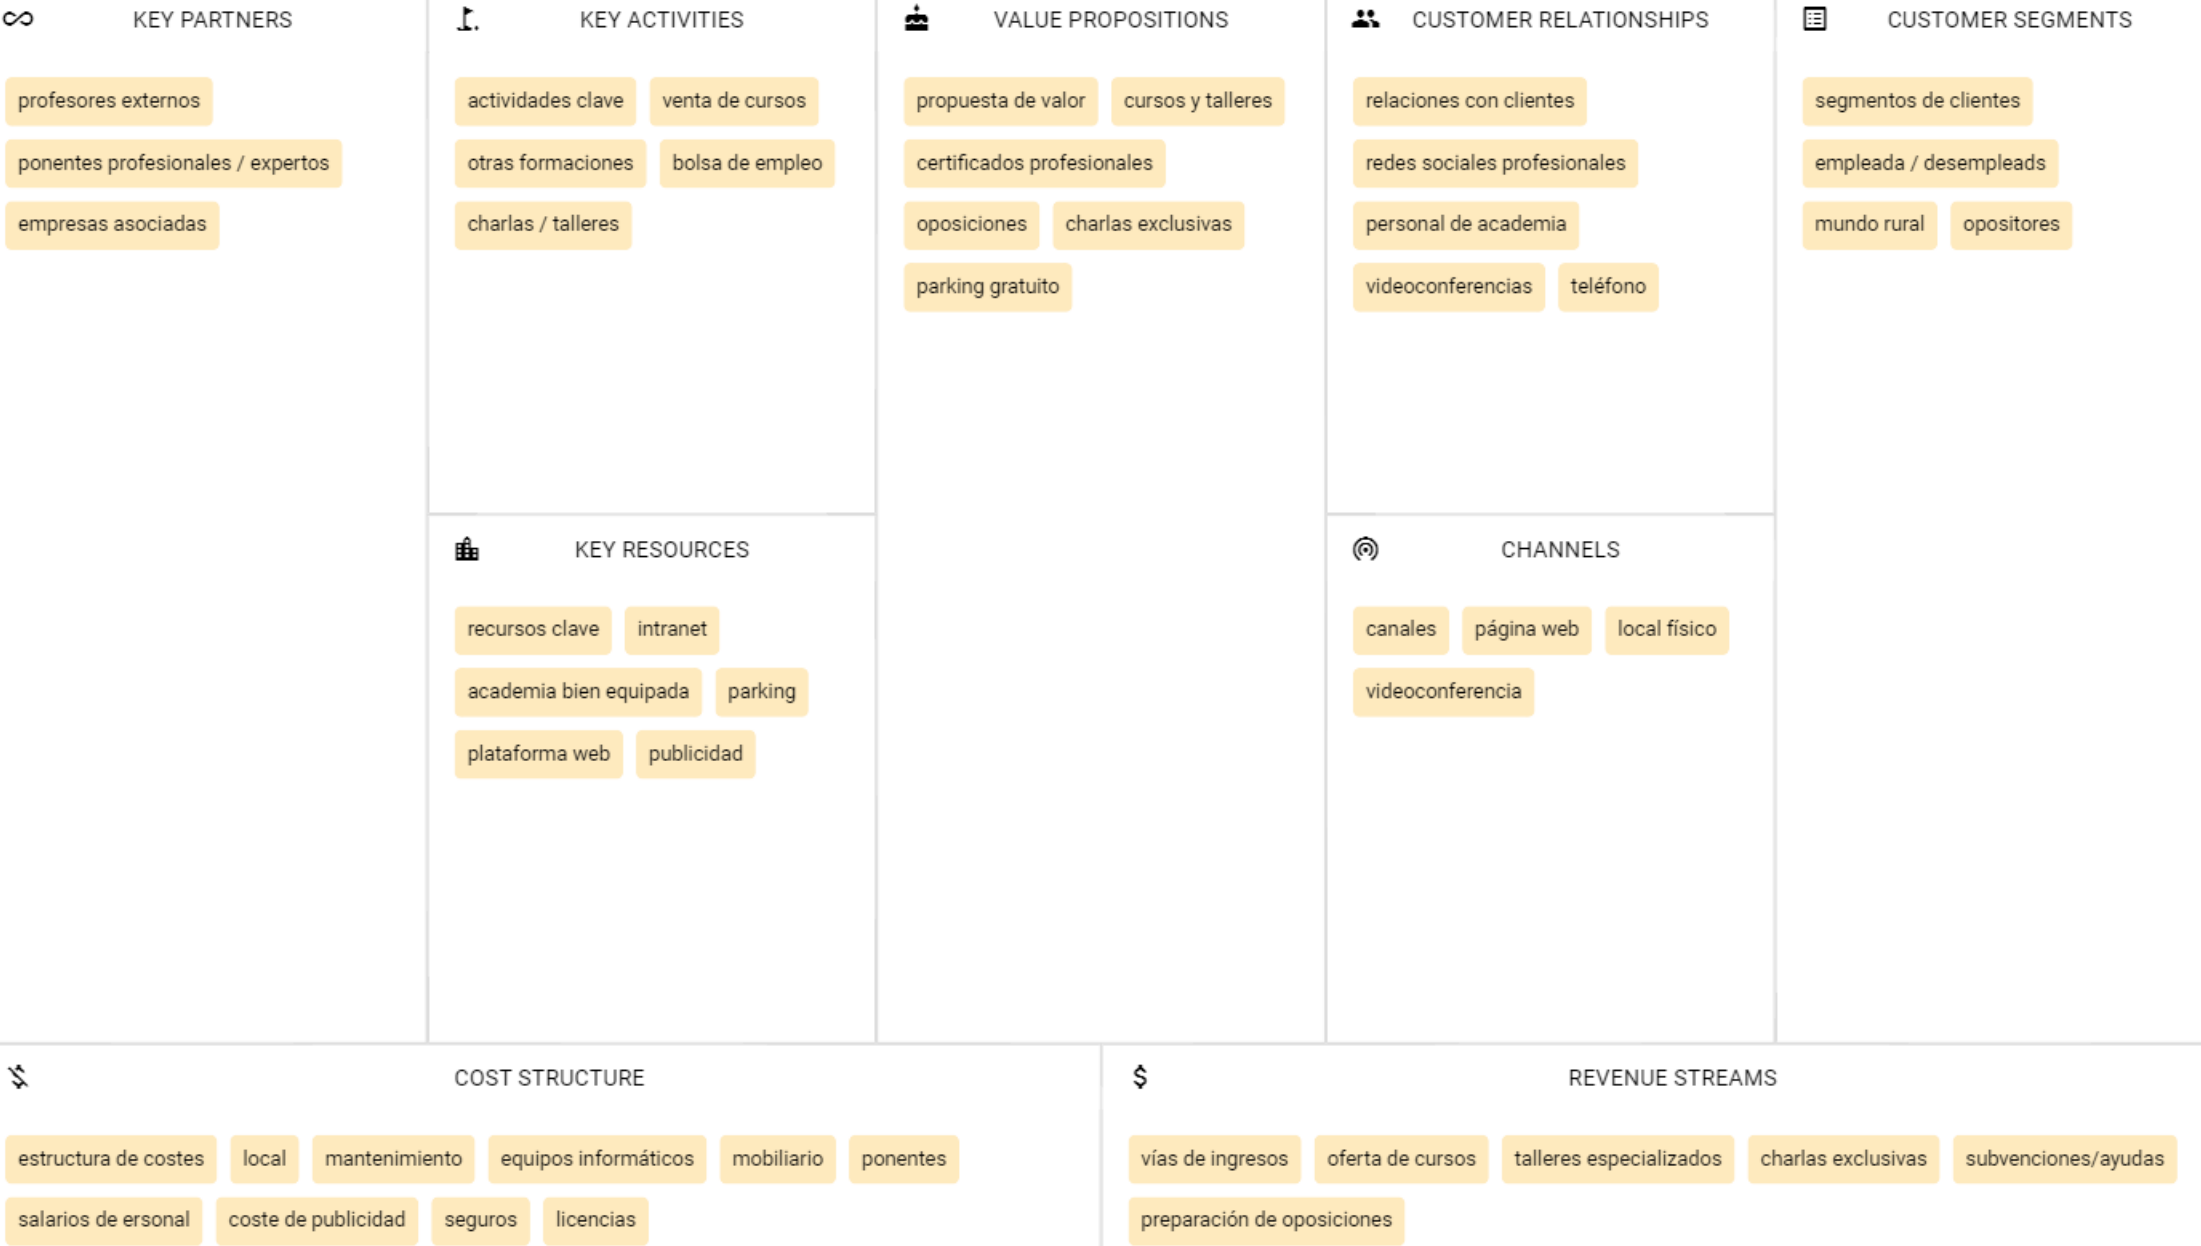 KEY PARTNERS
profesores externos
ponentes profesionales / expertos
empresas asociadas
KEY ACTIVITIES
actividades clave venta de cursos
otras formaciones bolsa de empleo
charlas / talleres
KEY RESOURCES
recursos clave intranet
academia bien equipada parking
plataforma web publicidad
VALUE PROPOSITIONS
propuesta de valor cursos y talleres
certificados profesionales
oposiciones charlas exclusivas
parking gratuito
CUSTOMER RELATIONSHIPS
relaciones con clientes
redes sociales profesionales
personal de academia
videoconferencias teléfono
CHANNELS
canales página web local físico
videoconferencia
CUSTOMER SEGMENTS
segmentos de clientes
empleada / desempleads
mundo rural opositores
COST STRUCTURE
estructura de costes local mantenimiento equipos informáticos mobiliario ponentes
salarios de ersonal coste de publicidad seguros licencias
REVENUE STREAMS
vías de ingresos oferta de cursos talleres especializados charlas exclusivas subvenciones/ayudas
preparación de oposiciones